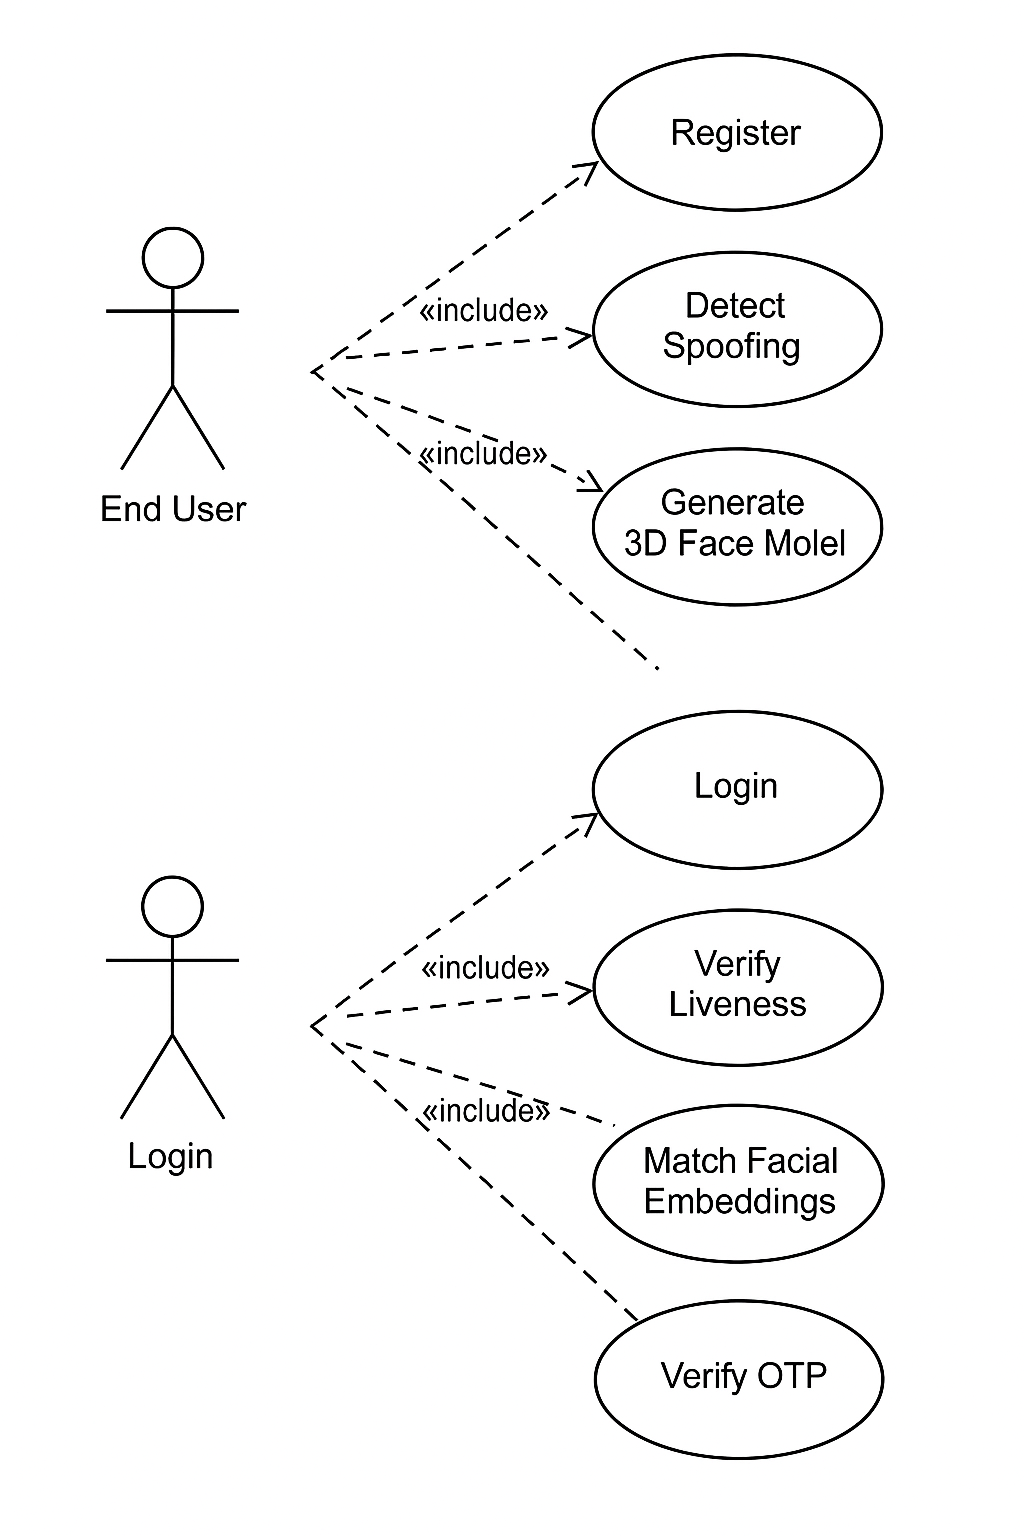 Register
«include»
Detect
Spoofing
«include»
Generate
3D Face Molel
End User
Login
«include»
Verify
Liveness
«include»
Match Facial
Embeddings
Login
Verify OTP